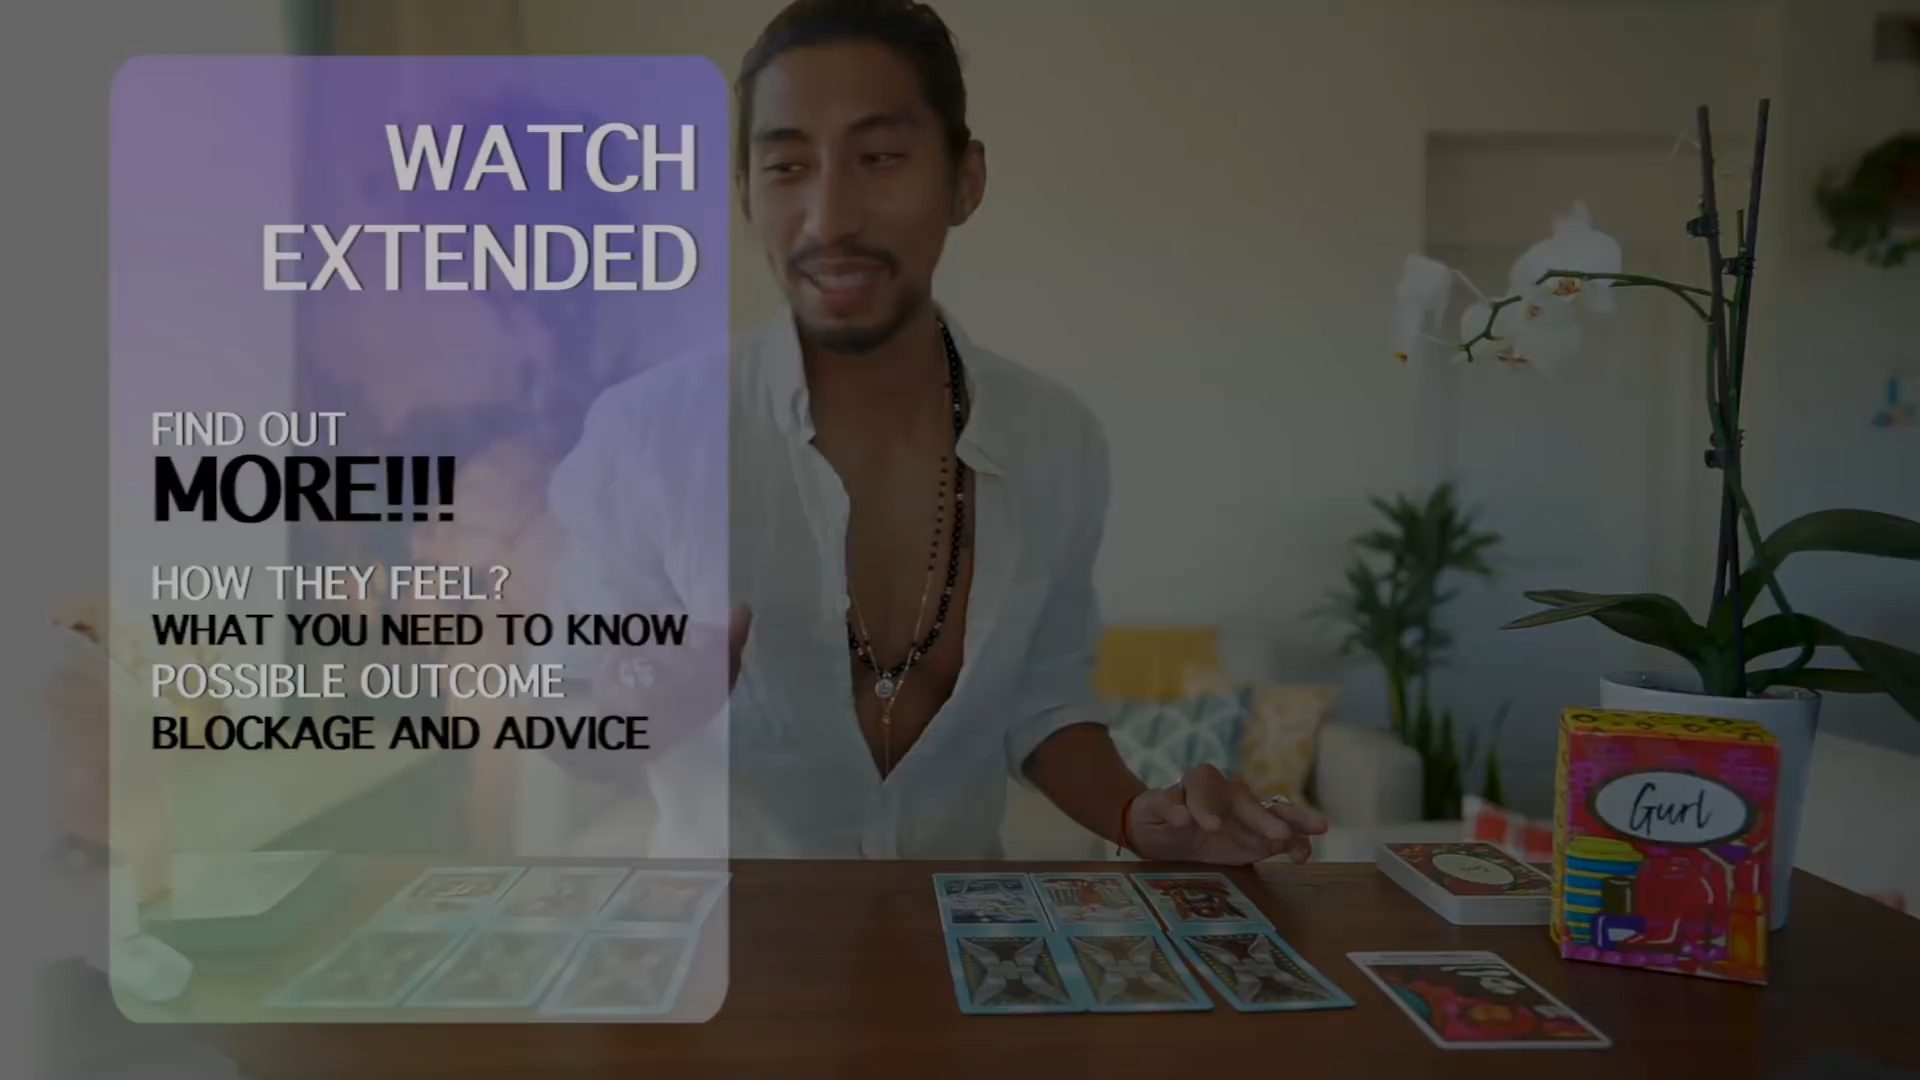 WATCH
EXTENDED
FIND OUT
MORE!!!
HOW THEY FEEL?
WHAT YOU NEED TO KNOW
POSSIBLE OUTCOME
BLOCKAGE AND ADVICE
Gurl